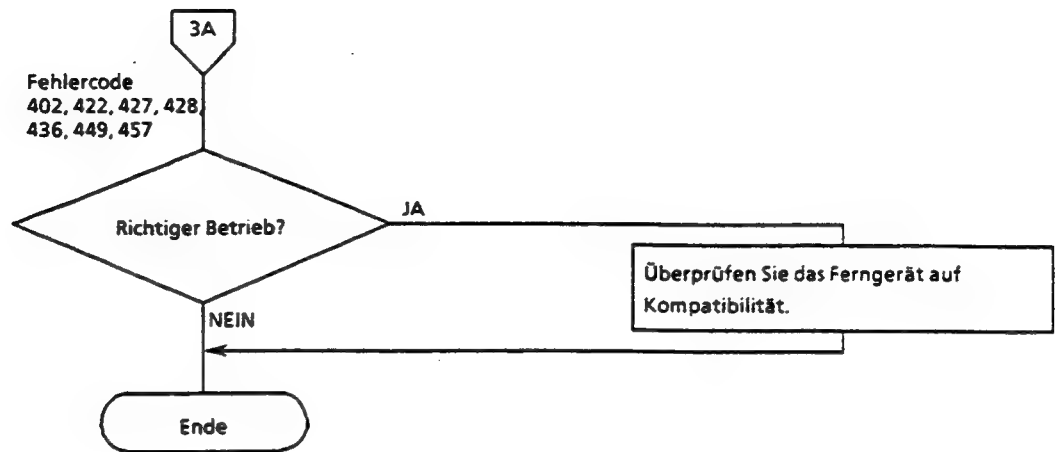 3A
Fehlercode
402, 422, 427, 428,
436, 449, 457
Richtiger Betrieb?
JA
Überprüfen Sie das Ferngerät auf
Kompatibilität.
NEIN
Ende